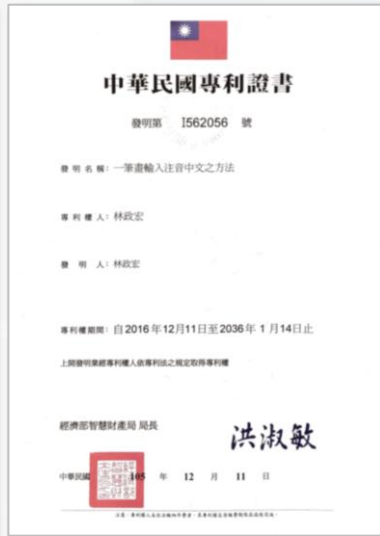 中華民國專利證書
發明第 I562056 號
發明名稱：一筆畫輸入注音中文之方法
專利權人：林政宏
發明人：林政宏
專利權期間：自2016年12月11日至2036年1月14日止
上開發明業經專利權人依專利法之規定取得專利權
經濟部智慧財產局 局長
洪淑敏
中華民國 105 年 12 月 11 日